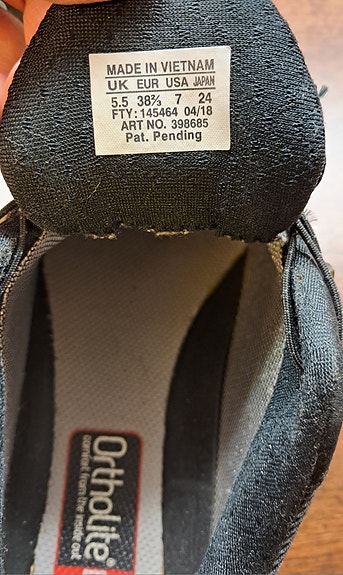 MADE IN VIETNAM
UK EUR USA JAPAN
5.5 38⅔ 7 24
FTY: 145464 04/18
ART NO. 398685
Pat. Pending
Ortholite®
comfort from the inside out